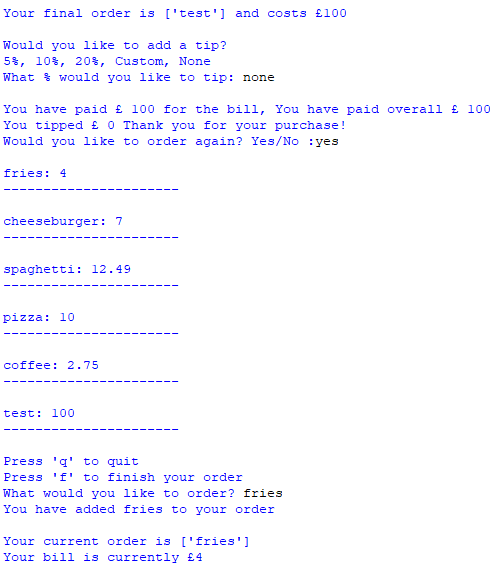 Your final order is ['test'] and costs £100
Would you like to add a tip?
5%, 10%, 20%, Custom, None
What % would you like to tip: none
You have paid £ 100 for the bill, You have paid overall £ 100
You tipped £ 0 Thank you for your purchase!
Would you like to order again? Yes/No :yes
fries: 4
----------------------
cheeseburger: 7
----------------------
spaghetti: 12.49
----------------------
pizza: 10
----------------------
coffee: 2.75
----------------------
test: 100
----------------------
Press 'q' to quit
Press 'f' to finish your order
What would you like to order? fries
You have added fries to your order
Your current order is ['fries']
Your bill is currently £4